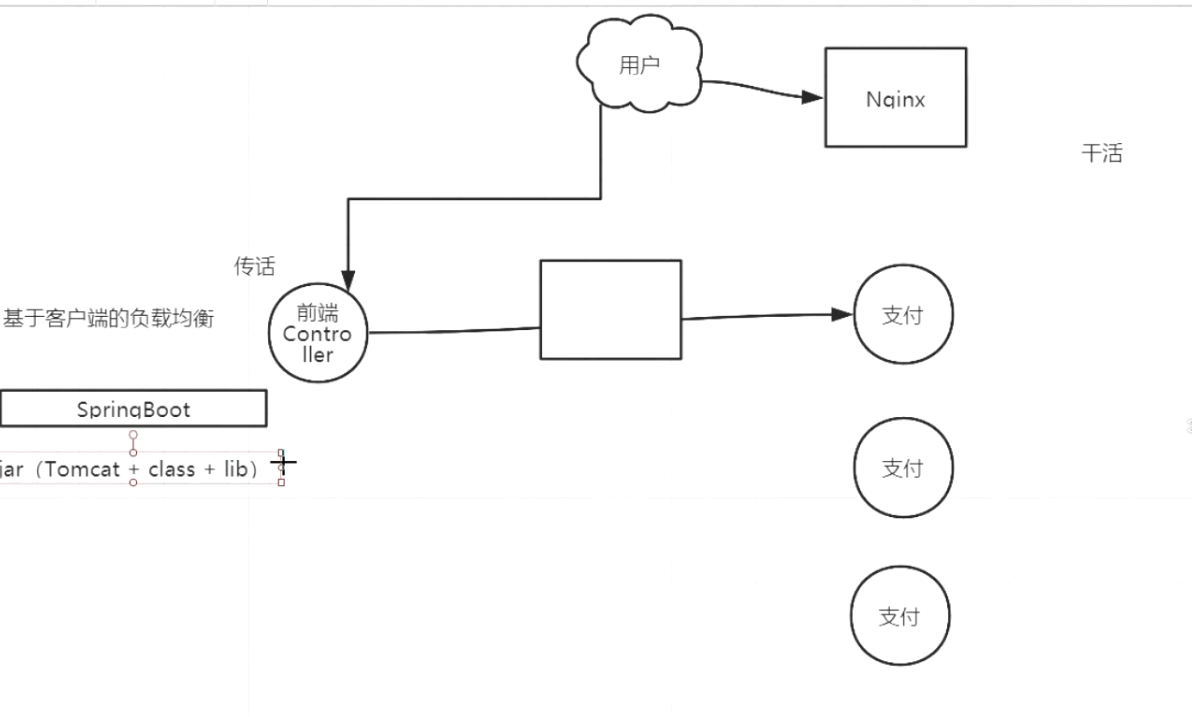 用户
Nginx
干活
传话
基于客户端的负载均衡
前端
Contro
ller
支付
SpringBoot
jar（Tomcat + class + lib）
支付
支付